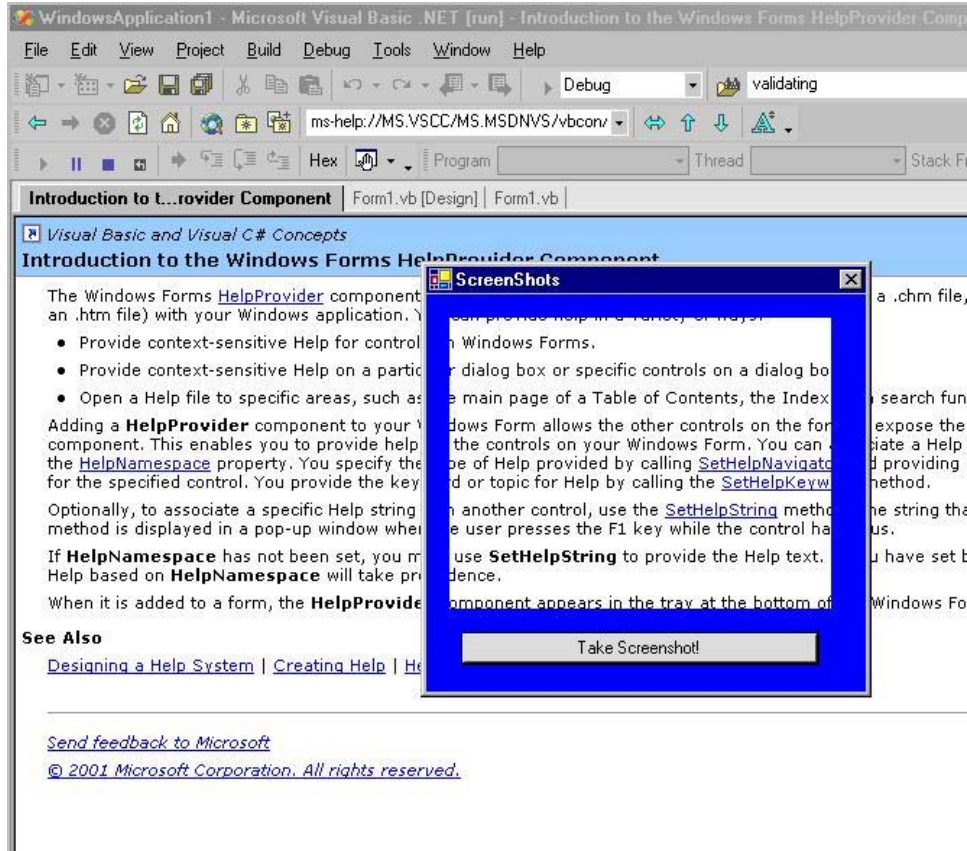 WindowsApplication1 - Microsoft Visual Basic .NET [run] - Introduction to the Windows Forms HelpProvider Comp
File Edit View Project Build Debug Tools Window Help
Debug validating
ms-help://MS.VSCC/MS.MSDNVS/vbcon/
Hex Program Thread Stack Fr
Introduction to t...rovider Component Form1.vb [Design] Form1.vb
Visual Basic and Visual C# Concepts
Introduction to the Windows Forms HelpProvider Component
ScreenShots
The Windows Forms HelpProvider component a .chm file,
an .htm file) with your Windows application. Y can provide help in a variety of ways:
• Provide context-sensitive Help for control n Windows Forms.
• Provide context-sensitive Help on a partic r dialog box or specific controls on a dialog bo
• Open a Help file to specific areas, such as e main page of a Table of Contents, the Index search fun
Adding a HelpProvider component to your dows Form allows the other controls on the for expose the
component. This enables you to provide help the controls on your Windows Form. You can iate a Help
the HelpNamespace property. You specify the pe of Help provided by calling SetHelpNavigato d providing
for the specified control. You provide the key rd or topic for Help by calling the SetHelpKeyw ethod.
Optionally, to associate a specific Help string another control, use the SetHelpString metho he string tha
method is displayed in a pop-up window when e user presses the F1 key while the control ha us.
If HelpNamespace has not been set, you m use SetHelpString to provide the Help text. u have set b
Help based on HelpNamespace will take pre dence.
When it is added to a form, the HelpProvide omponent appears in the tray at the bottom of Windows Fo
Take Screenshot!
See Also
Designing a Help System | Creating Help | He
Send feedback to Microsoft
© 2001 Microsoft Corporation. All rights reserved.